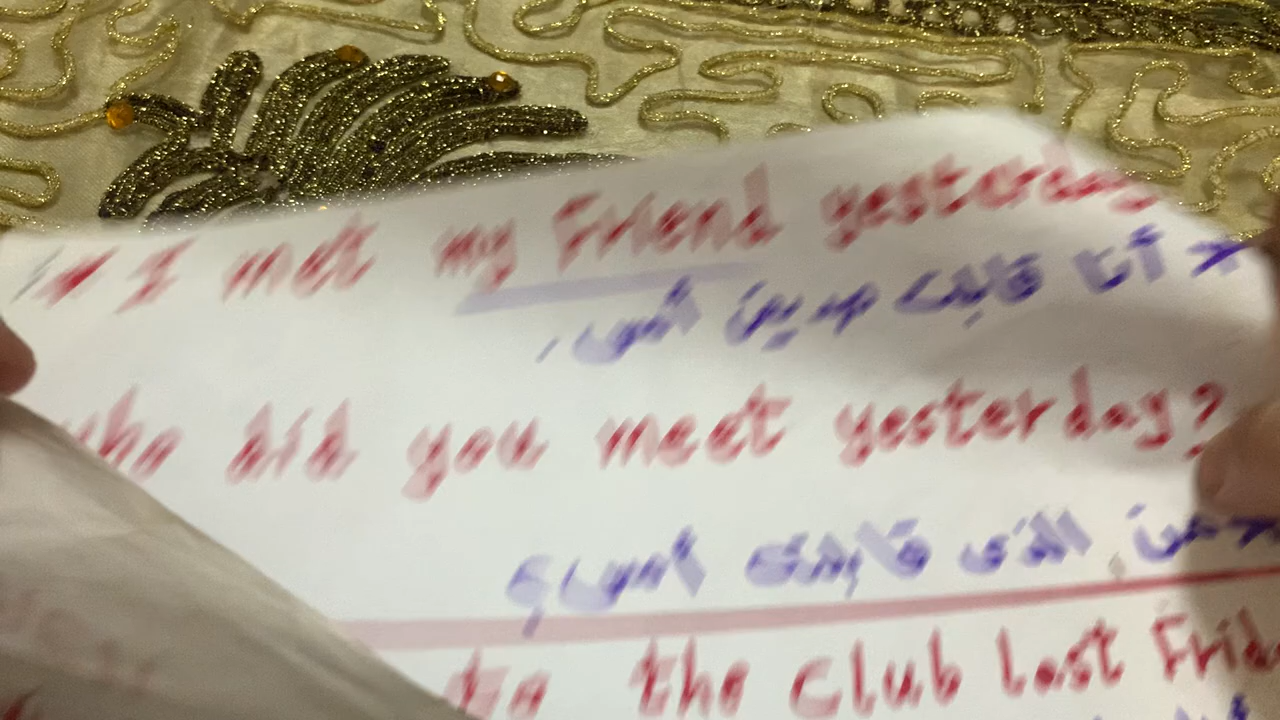 I met my Friend yesterday
أنا قابلت صديقي أمس
who did you meet yesterday?
من الذي قابلته أمس؟
to the club last